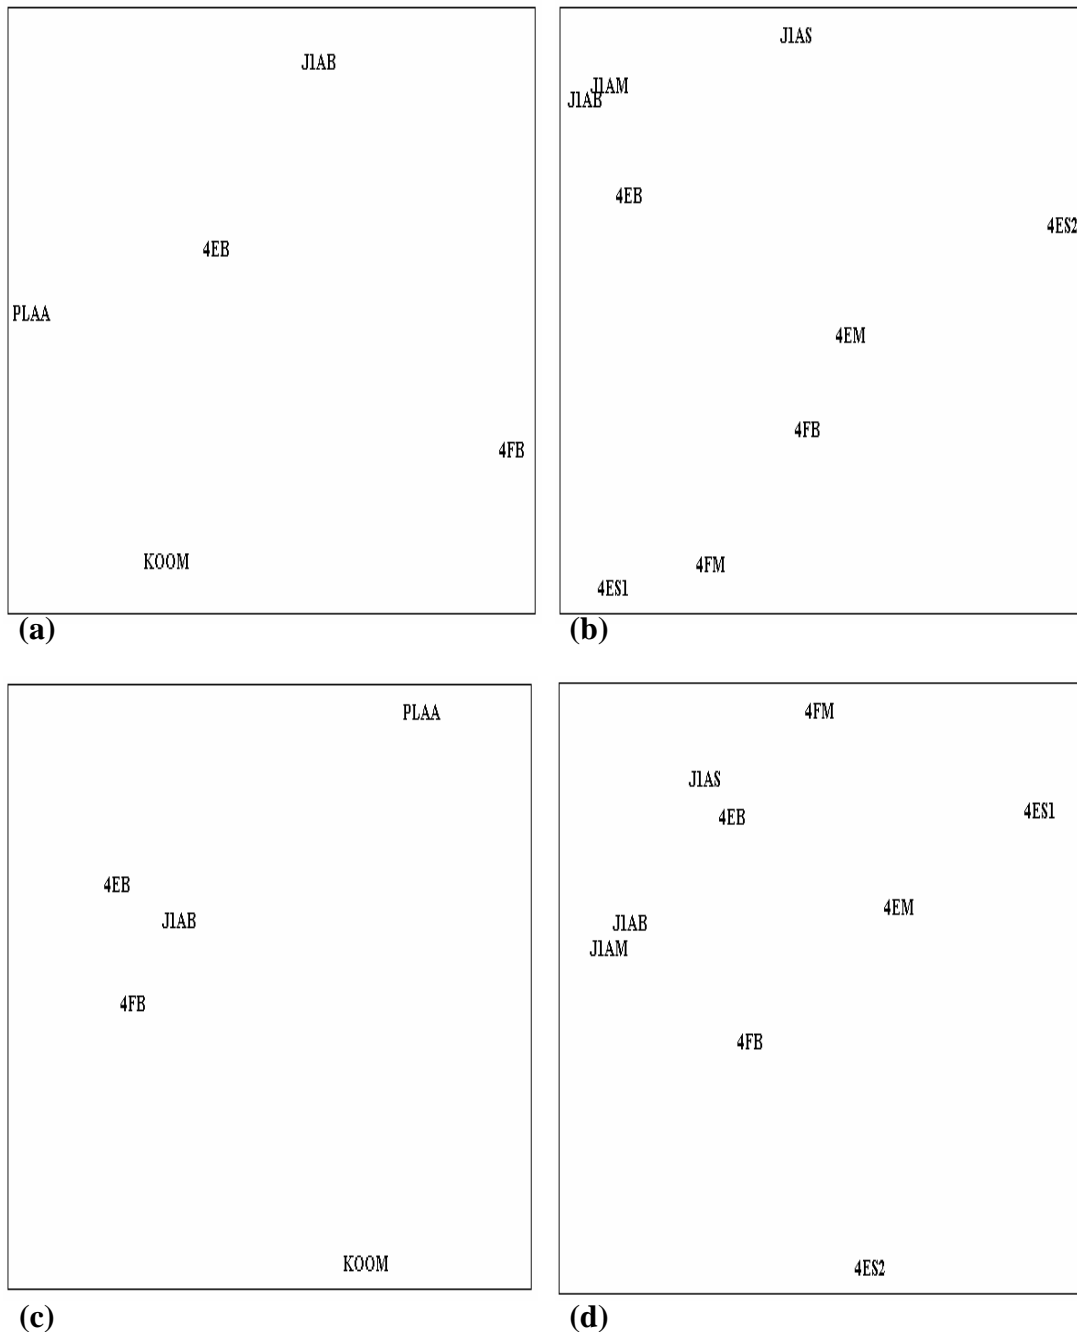 J1AB
4EB
PLAA
4FB
KOOM
(a)
J1AS
J1AM
J1AB
4EB
4ES2
4EM
4FB
4FM
4ES1
(b)
PLAA
4EB
J1AB
4FB
KOOM
(c)
4FM
J1AS
4ES1
4EB
4EM
J1AB
J1AM
4FB
4ES2
(d)